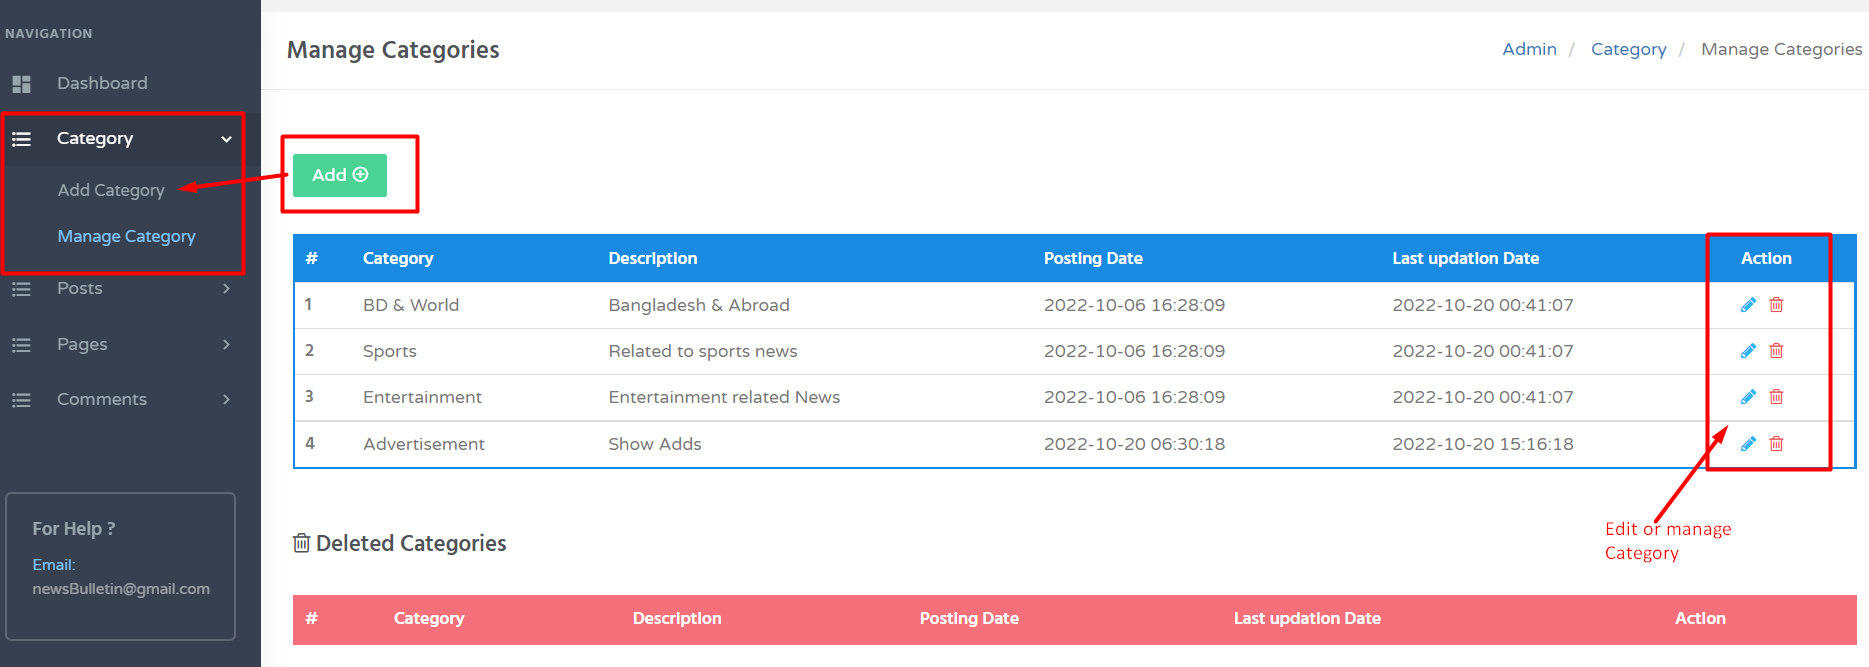 NAVIGATION
Dashboard
Category
Add Category
Manage Category
Posts
Pages
Comments
For Help ?
Email:
newsBulletin@gmail.com
Manage Categories
Admin / Category / Manage Categories
Add
# Category Description Posting Date Last updation Date Action
1 BD & World Bangladesh & Abroad 2022-10-06 16:28:09 2022-10-20 00:41:07
2 Sports Related to sports news 2022-10-06 16:28:09 2022-10-20 00:41:07
3 Entertainment Entertainment related News 2022-10-06 16:28:09 2022-10-20 00:41:07
4 Advertisement Show Adds 2022-10-20 06:30:18 2022-10-20 15:16:18
Edit or manage
Category
Deleted Categories
# Category Description Posting Date Last updation Date Action